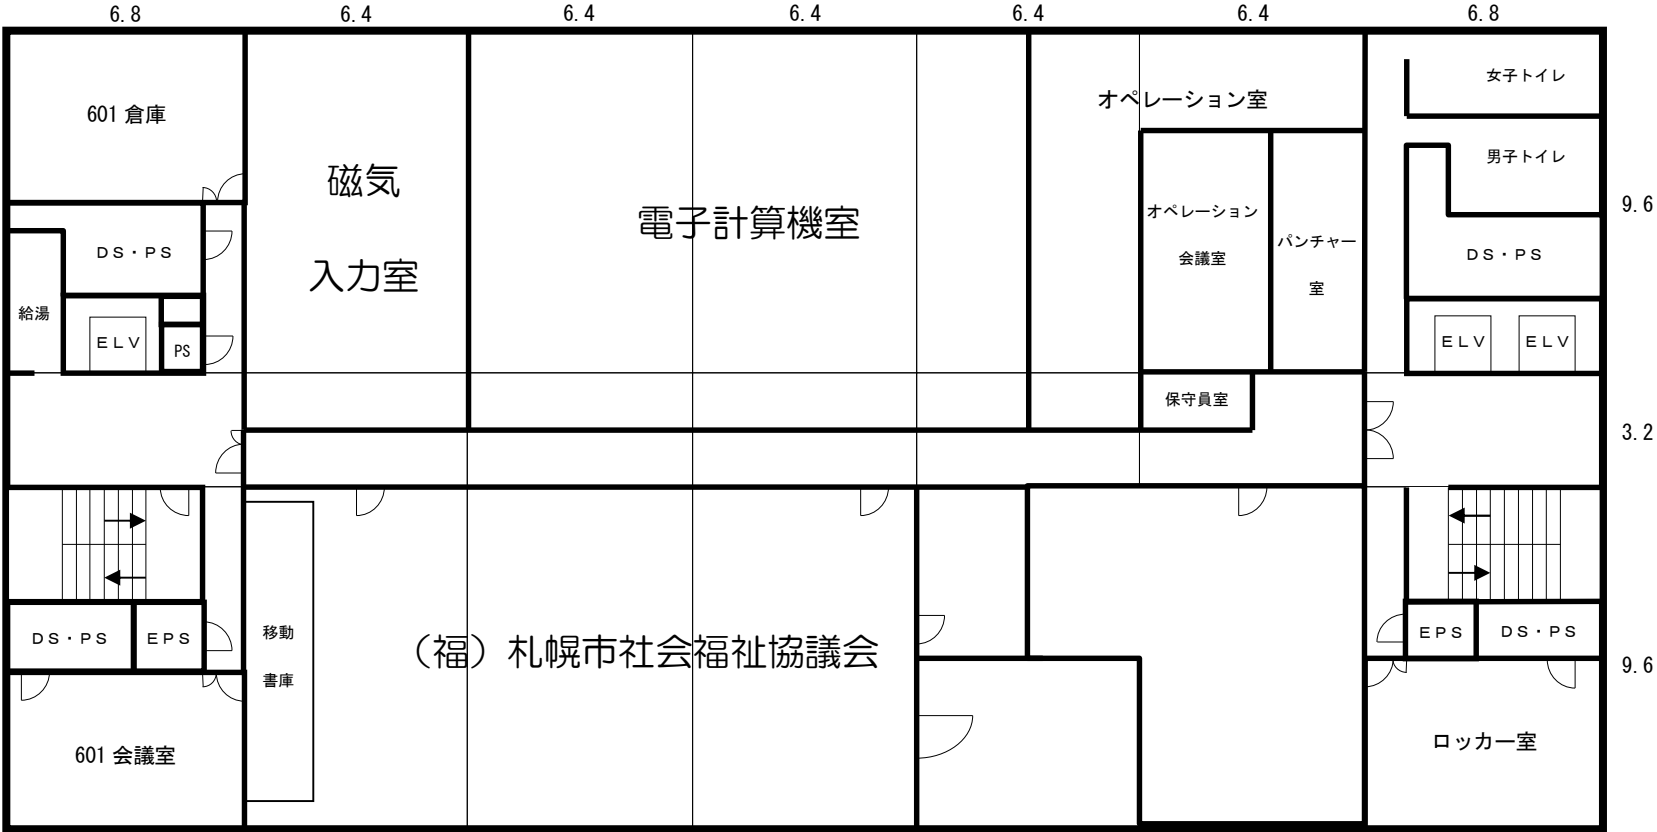 6.8
6.4
6.4
6.4
6.4
6.4
6.8
601 倉庫
磁気
入力室
電子計算機室
オペレーション室
オペレーション
会議室
パンチャー
室
女子トイレ
男子トイレ
9.6
DS・PS
給湯
ELV
PS
DS・PS
ELV
ELV
保守員室
3.2
DS・PS
EPS
移動
書庫
(福)札幌市社会福祉協議会
EPS
DS・PS
9.6
601 会議室
ロッカー室